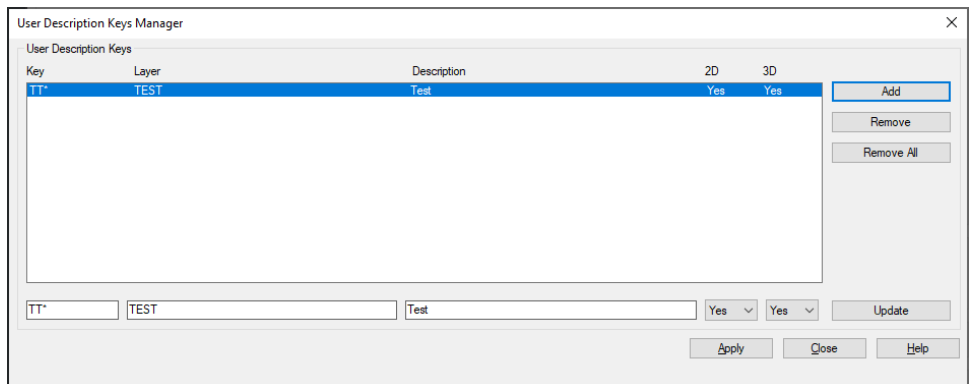 User Description Keys Manager
User Description Keys
Key Layer Description 2D 3D
TT* TEST Test Yes Yes
Add
Remove
Remove All
TT* TEST Test Yes Yes Update
Apply Close Help